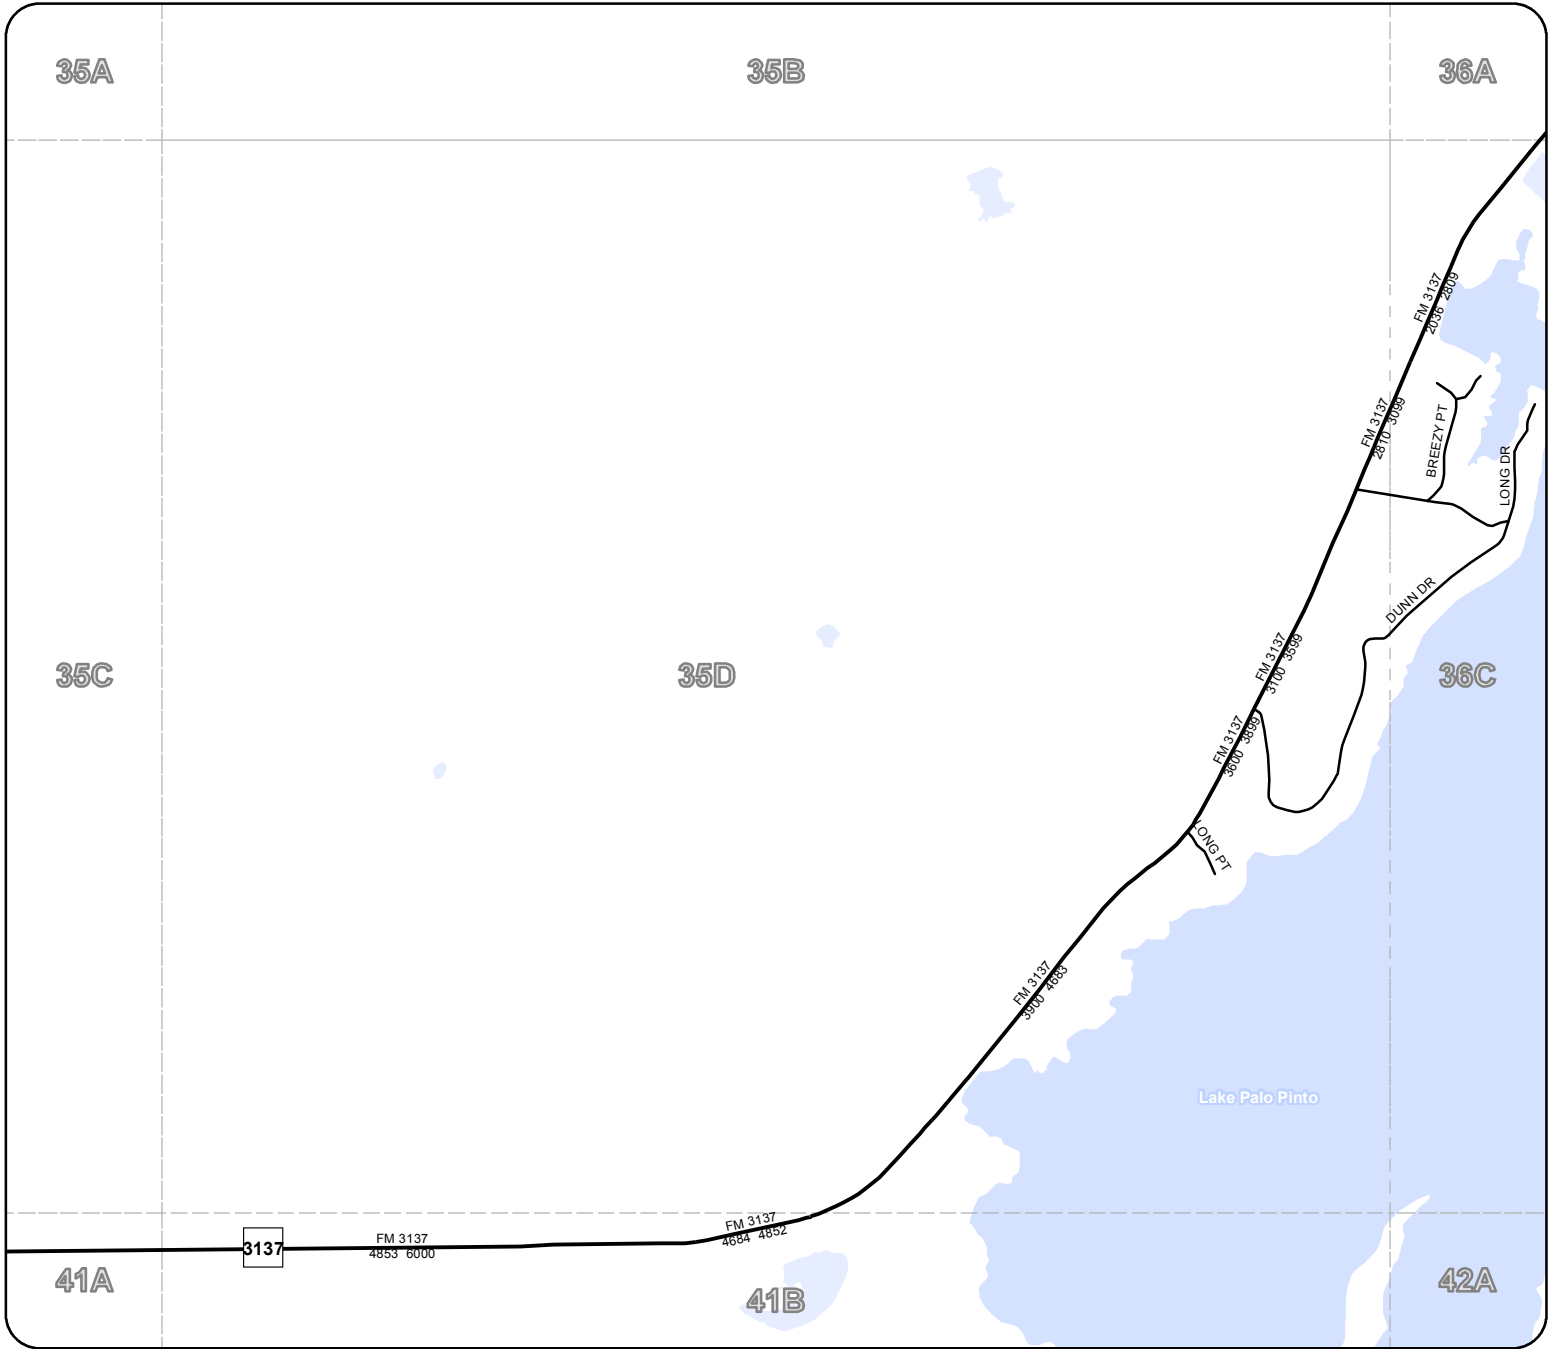 35A
35B
36A
FM 3137
2036 2809
FM 3137
2810 3099
BREEZY PT
LONG DR
DUNN DR
FM 3137
3100 3599
35C
35D
36C
FM 3137
3600 3899
LONG PT
FM 3137
3900 4683
Lake Palo Pinto
FM 3137
4684 4852
3137
FM 3137
4853 6000
41A
41B
42A